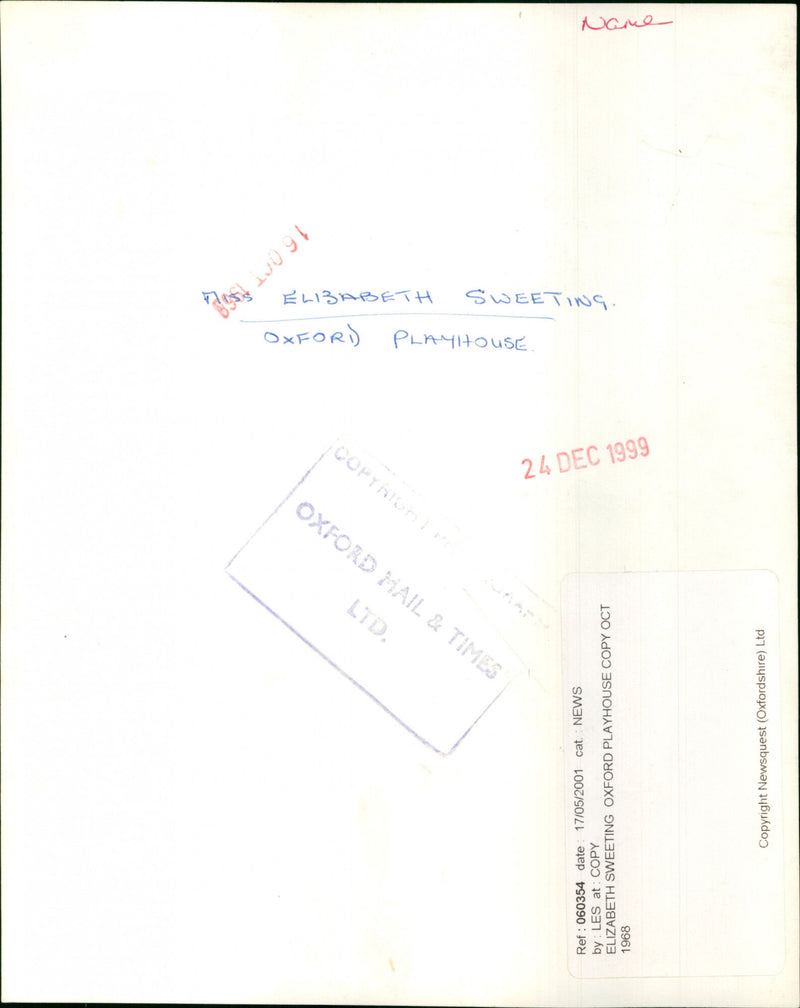 Name
16 OCT 1968
MISS ELIZABETH SWEETING.
OXFORD PLAYHOUSE.
24 DEC 1999
COPYRIGHT PHOTOGRAPH
OXFORD MAIL & TIMES
LTD.
Ref : 060354 date : 17/05/2001 cat. : NEWS
by : LES at : COPY
ELIZABETH SWEETING OXFORD PLAYHOUSE COPY OCT
1968
Copyright Newsquest (Oxfordshire) Ltd